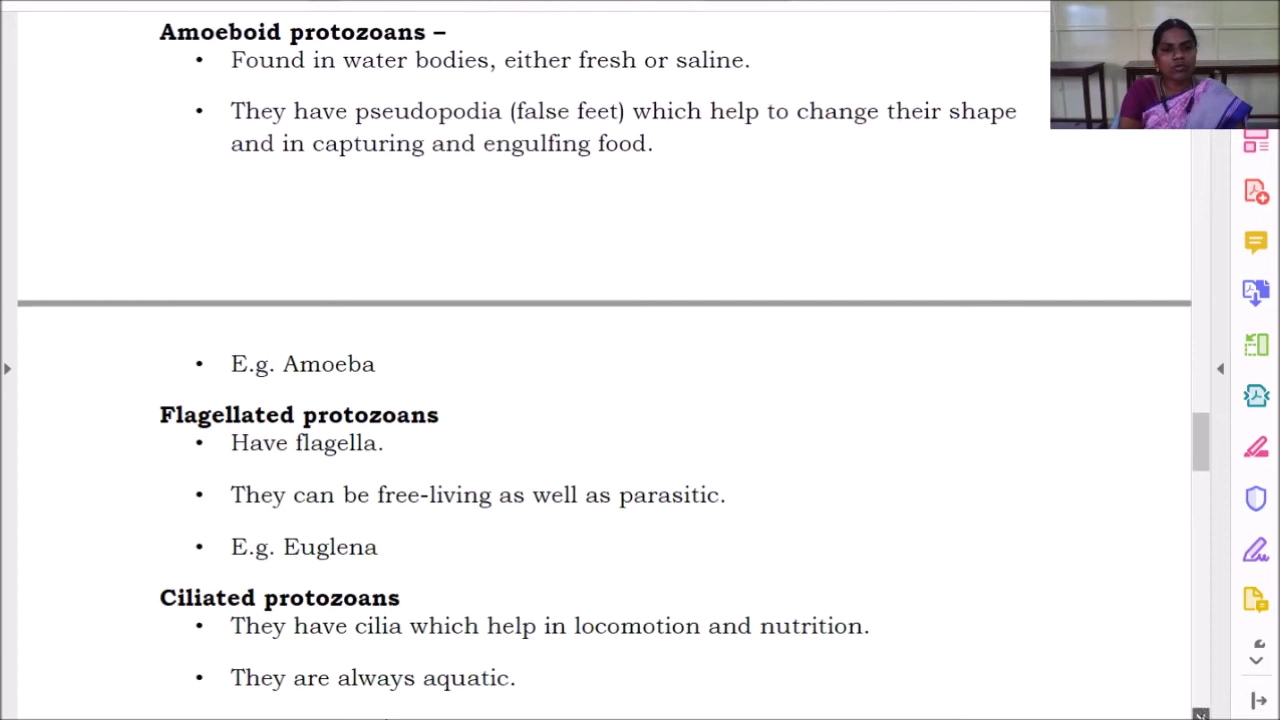 Amoeboid protozoans –
• Found in water bodies, either fresh or saline.
• They have pseudopodia (false feet) which help to change their shape
and in capturing and engulfing food.
• E.g. Amoeba
Flagellated protozoans
• Have flagella.
• They can be free-living as well as parasitic.
• E.g. Euglena
Ciliated protozoans
• They have cilia which help in locomotion and nutrition.
• They are always aquatic.